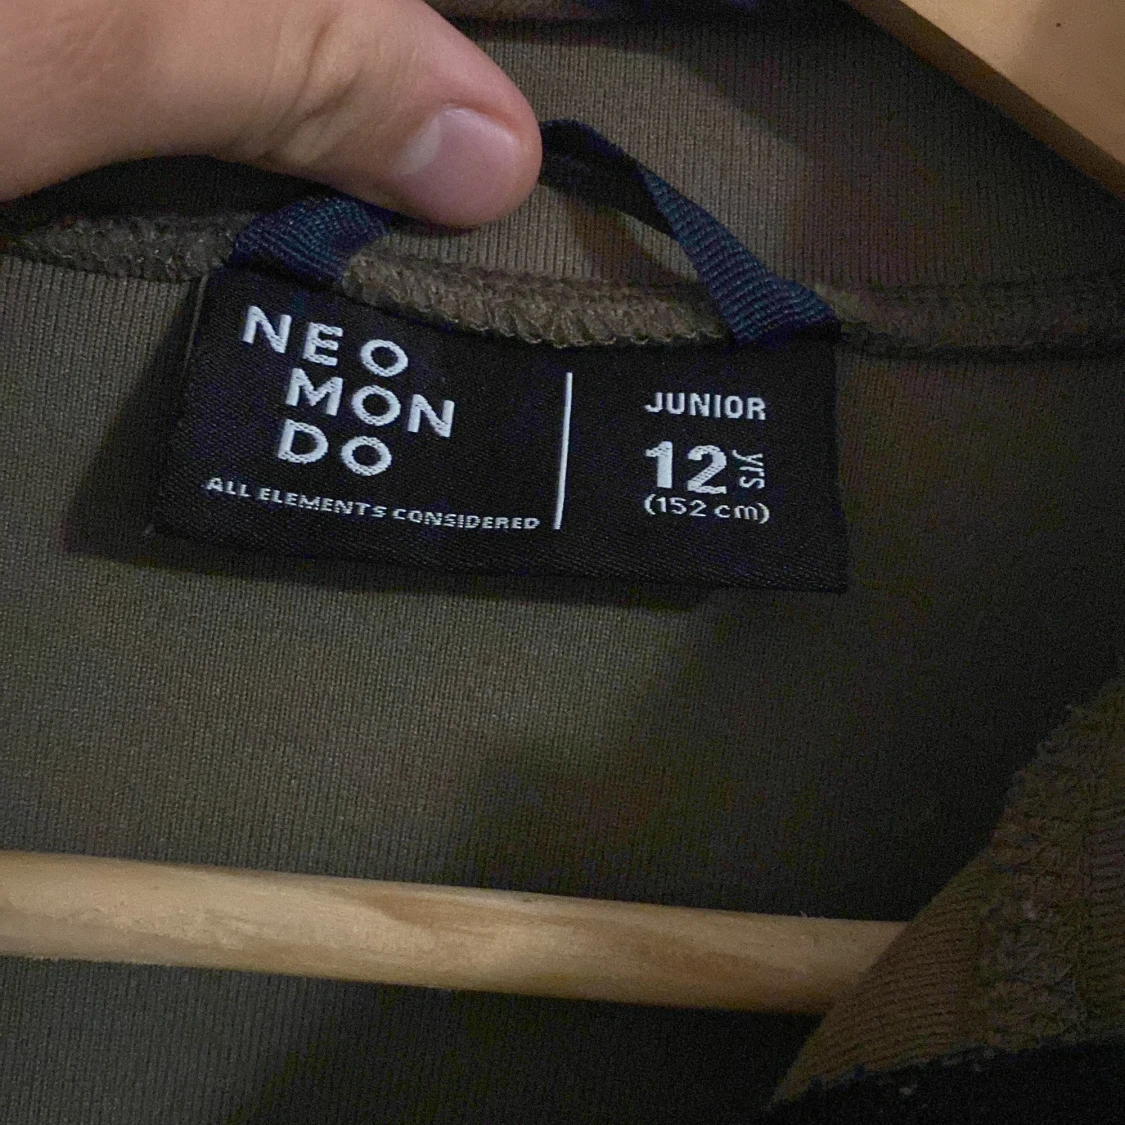 NEO
MON
DO
ALL ELEMENTS CONSIDERED
JUNIOR
12 yrs
(152 cm)